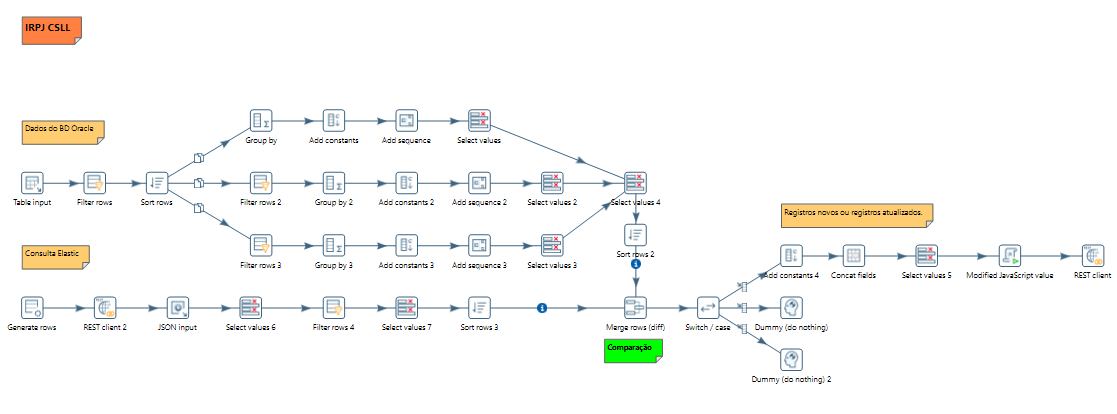 IRPJ CSLL
Dados do BD Oracle
Group by
Add constants
Add sequence
Select values
Table input
Filter rows
Sort rows
Filter rows 2
Group by 2
Add constants 2
Add sequence 2
Select values 2
Select values 4
Registros novos ou registros atualizados.
Consulta Elastic
Filter rows 3
Group by 3
Add constants 3
Add sequence 3
Select values 3
Sort rows 2
Add constants 4
Concat fields
Select values 5
Modified JavaScript value
REST client
Generate rows
REST client 2
JSON input
Select values 6
Filter rows 4
Select values 7
Sort rows 3
Merge rows (diff)
Switch / case
Dummy (do nothing)
Comparação
Dummy (do nothing) 2